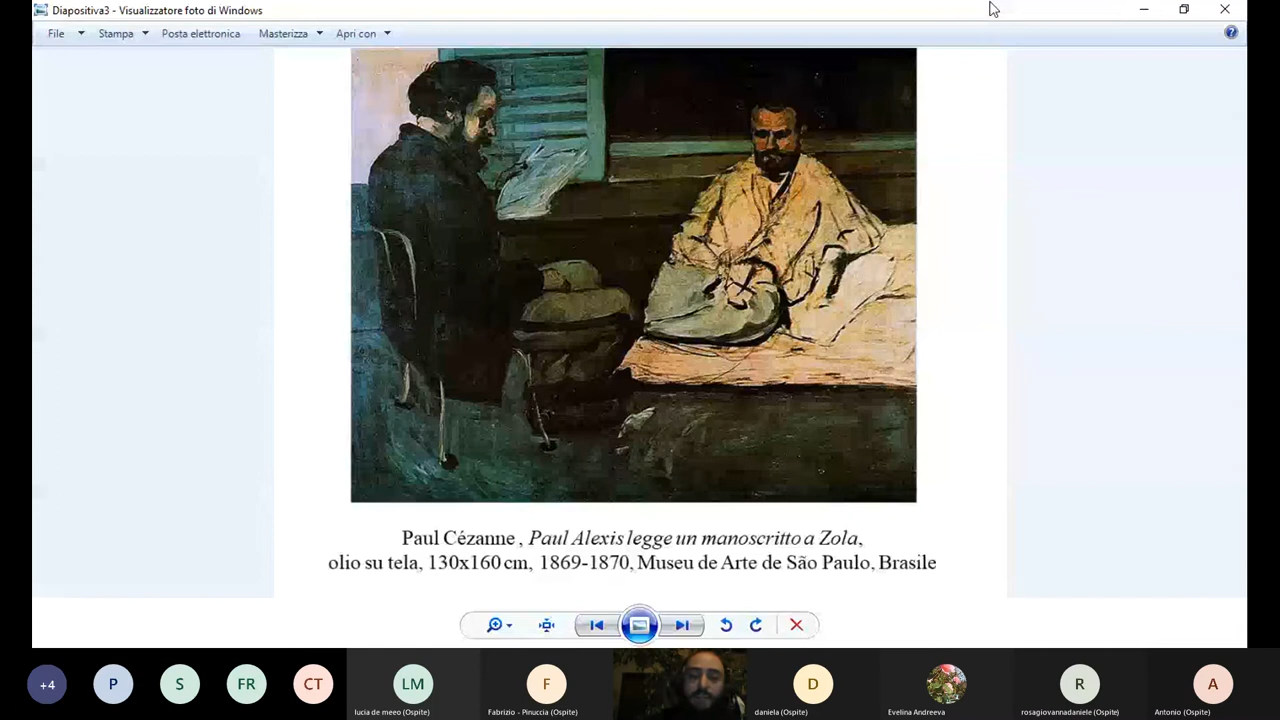 Diapositiva3 - Visualizzatore foto di Windows
File Stampa Posta elettronica Masterizza Apri con
Paul Cézanne , Paul Alexis legge un manoscritto a Zola,
olio su tela, 130x160 cm, 1869-1870, Museu de Arte de São Paulo, Brasile
+4 P S FR CT LM F D R A
lucia de meeo (Ospite) Fabrizio - Pinuccia (Ospite) daniela (Ospite) Evelina Andreeva rosagiovannadaniele (Ospite) Antonio (Ospite)